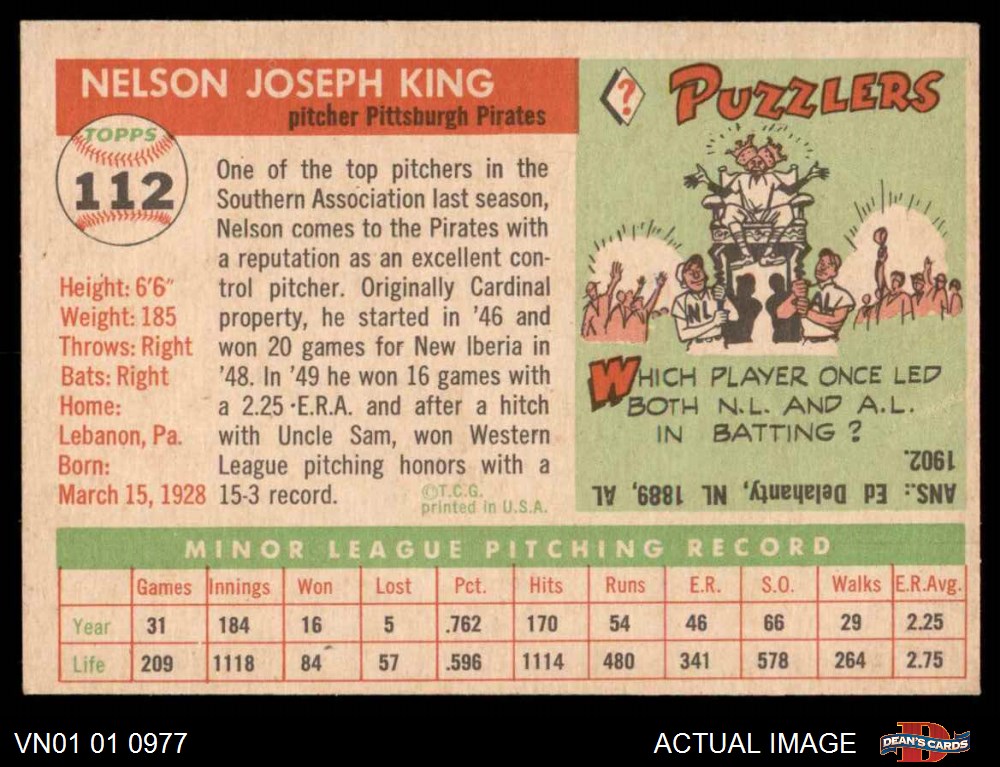 NELSON JOSEPH KING
pitcher Pittsburgh Pirates
TOPPS
112
Height: 6'6"
Weight: 185
Throws: Right
Bats: Right
Home:
Lebanon, Pa.
Born:
March 15, 1928
One of the top pitchers in the
Southern Association last season,
Nelson comes to the Pirates with
a reputation as an excellent con-
trol pitcher. Originally Cardinal
property, he started in '46 and
won 20 games for New Iberia in
'48. In '49 he won 16 games with
a 2.25 E.R.A. and after a hitch
with Uncle Sam, won Western
League pitching honors with a
15-3 record.
©T.C.G.
printed in U.S.A.
?
PUZZLERS
NL
AL
WHICH PLAYER ONCE LED
BOTH N.L. AND A.L.
IN BATTING?
ANS.: Ed Delahanty, NL 1889, AL
1902.
MINOR LEAGUE PITCHING RECORD
Games Innings Won Lost Pct. Hits Runs E.R. S.O. Walks E.R.Avg.
Year 31 184 16 5 .762 170 54 46 66 29 2.25
Life 209 1118 84 57 .596 1114 480 341 578 264 2.75
VN01 01 0977
ACTUAL IMAGE
D
DEAN'S CARDS